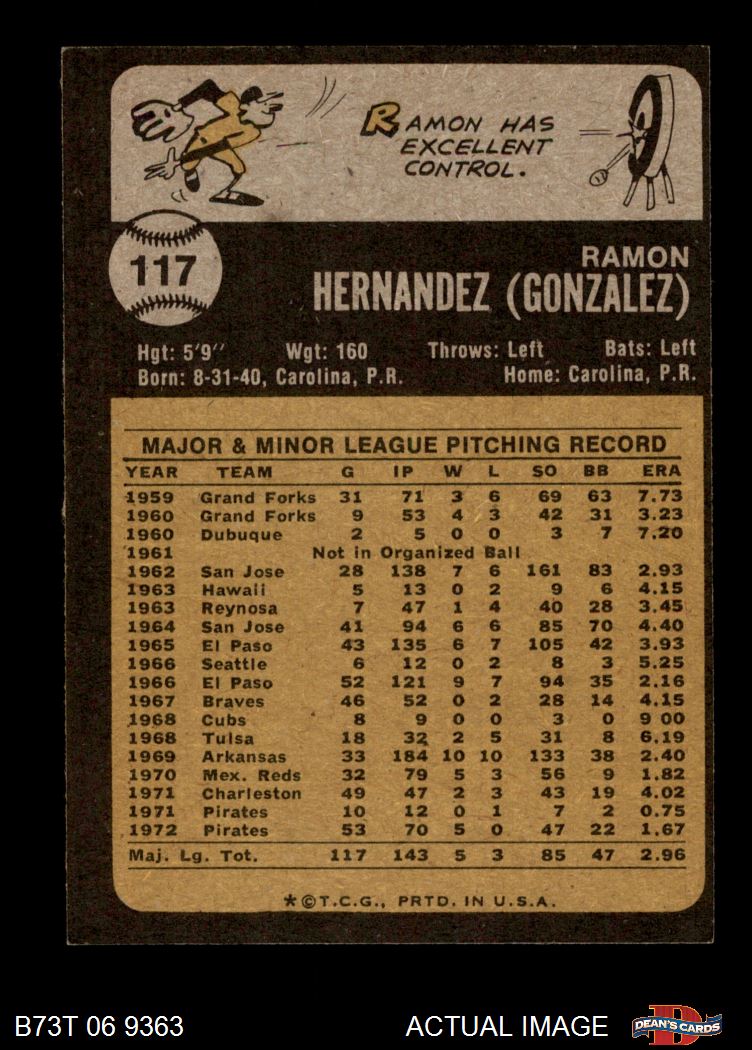 RAMON HAS
EXCELLENT
CONTROL.
117
RAMON
HERNANDEZ (GONZALEZ)
Hgt: 5'9" Wgt: 160 Throws: Left Bats: Left
Born: 8-31-40, Carolina, P.R. Home: Carolina, P.R.
MAJOR & MINOR LEAGUE PITCHING RECORD
YEAR TEAM G IP W L SO BB ERA
1959 Grand Forks 31 71 3 6 69 63 7.73
1960 Grand Forks 9 53 4 3 42 31 3.23
1960 Dubuque 2 5 0 0 3 7 7.20
1961 Not in Organized Ball
1962 San Jose 28 138 7 6 161 83 2.93
1963 Hawaii 5 13 0 2 9 6 4.15
1963 Reynosa 7 47 1 4 40 28 3.45
1964 San Jose 41 94 6 6 85 70 4.40
1965 El Paso 43 135 6 7 105 42 3.93
1966 Seattle 6 12 0 2 8 3 5.25
1966 El Paso 52 121 9 7 94 35 2.16
1967 Braves 46 52 0 2 28 14 4.15
1968 Cubs 8 9 0 0 3 0 9 00
1968 Tulsa 18 32 2 5 31 8 6.19
1969 Arkansas 33 184 10 10 133 38 2.40
1970 Mex. Reds 32 79 5 3 56 9 1.82
1971 Charleston 49 47 2 3 43 19 4.02
1971 Pirates 10 12 0 1 7 2 0.75
1972 Pirates 53 70 5 0 47 22 1.67
Maj. Lg. Tot. 117 143 5 3 85 47 2.96
*©T.C.G., PRTD. IN U.S.A.
B73T 06 9363 ACTUAL IMAGE
D
DEAN'S CARDS